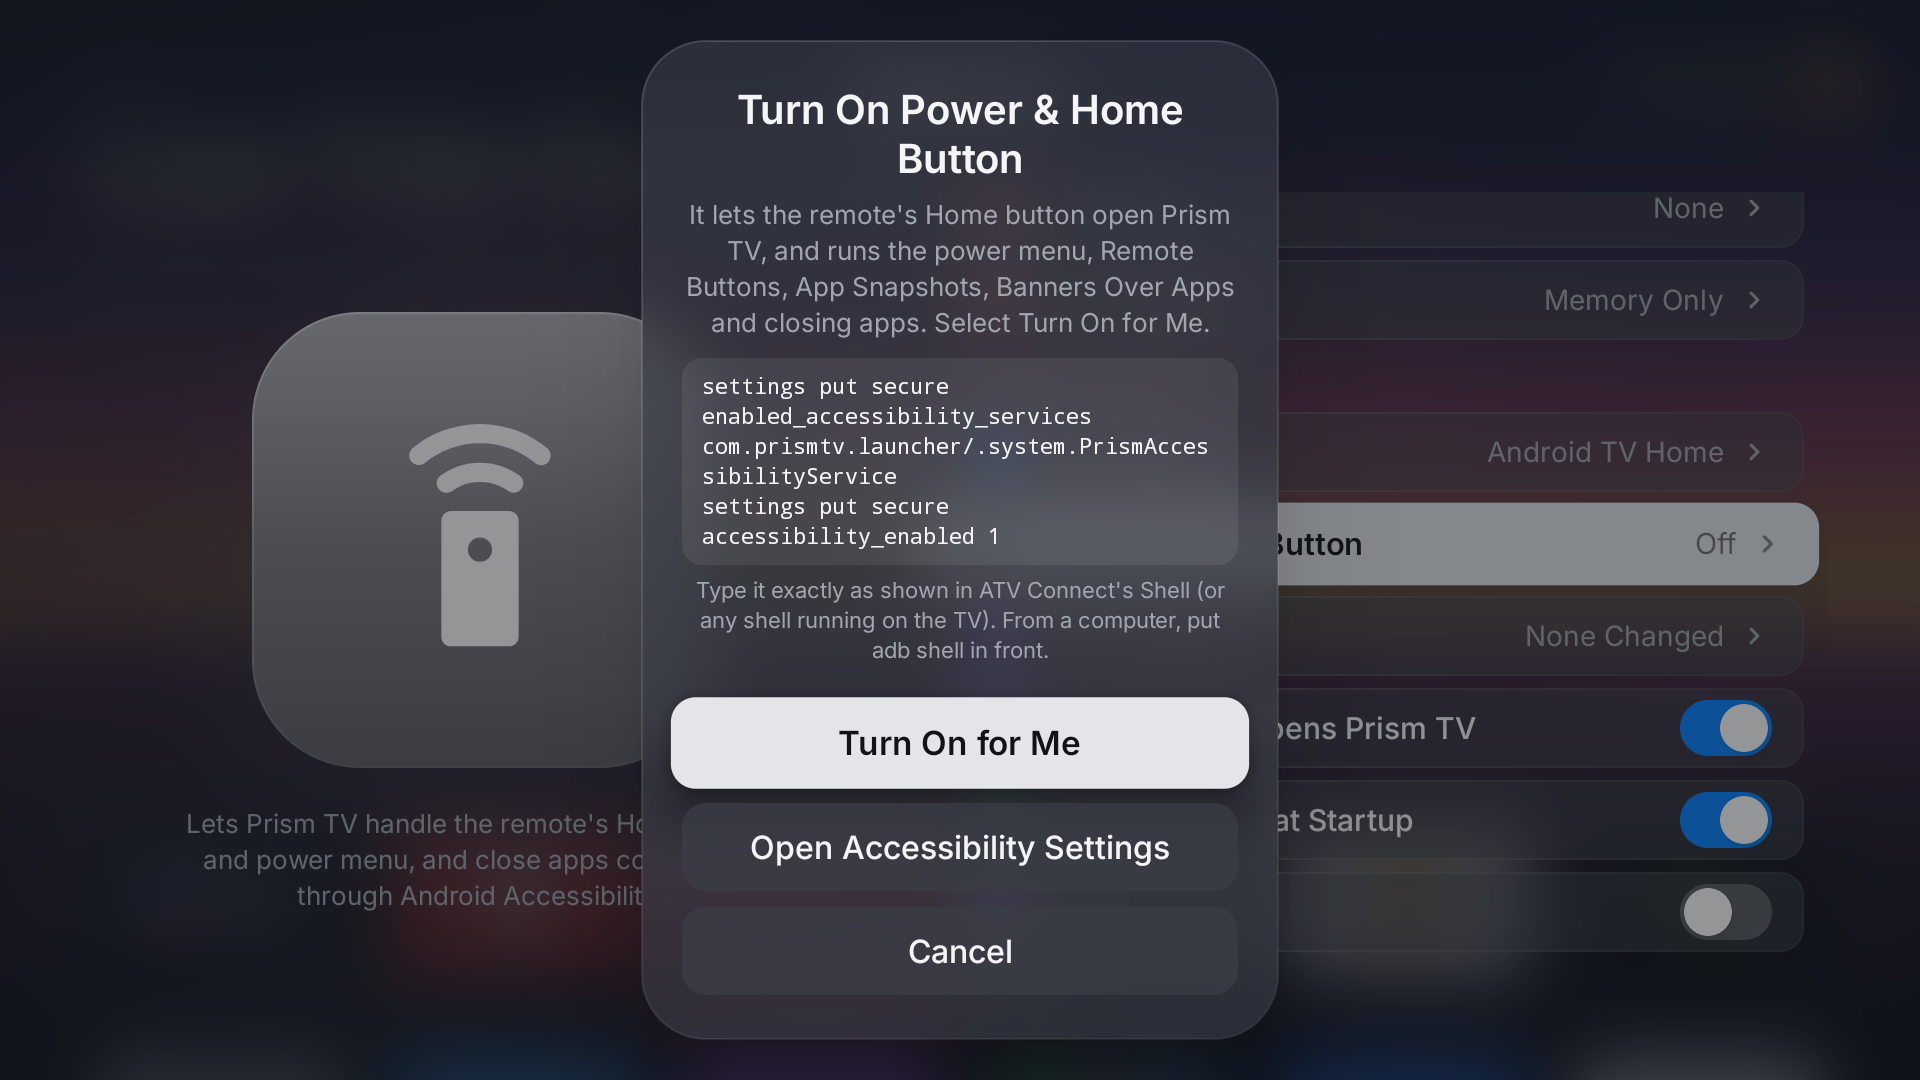 Turn On Power & Home
Button
It lets the remote's Home button open Prism
TV, and runs the power menu, Remote
Buttons, App Snapshots, Banners Over Apps
and closing apps. Select Turn On for Me.
settings put secure
enabled_accessibility_services
com.prismtv.launcher/.system.PrismAcces
sibilityService
settings put secure
accessibility_enabled 1
Type it exactly as shown in ATV Connect's Shell (or
any shell running on the TV). From a computer, put
adb shell in front.
Turn On for Me
Open Accessibility Settings
Cancel
Lets Prism TV handle the remote's
and power menu, and close apps
through Android
None
Memory Only
Android TV Home
Button Off
None Changed
Prism TV
at Startup